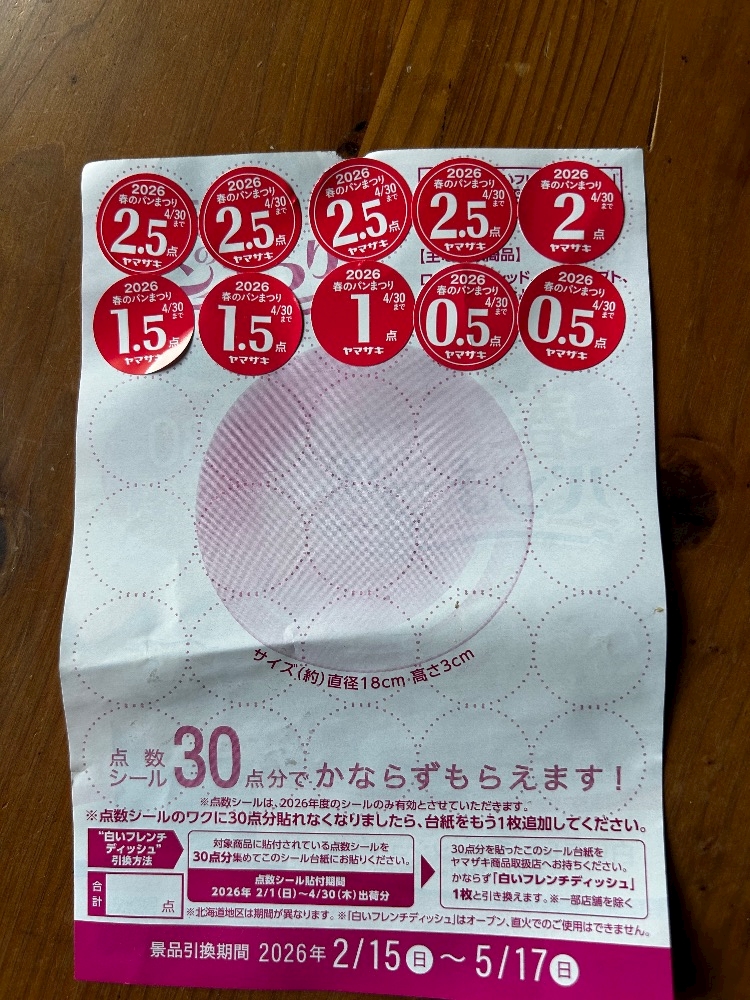 2026
春のパンまつり
4/30まで
2.5点
ヤマザキ
2026
春のパンまつり
4/30まで
2.5点
ヤマザキ
2026
春のパンまつり
4/30まで
2.5点
ヤマザキ
2026
春のパンまつり
4/30まで
2.5点
ヤマザキ
2026
春のパンまつり
4/30まで
2点
ヤマザキ
2026
春のパンまつり
4/30まで
1.5点
ヤマザキ
2026
春のパンまつり
4/30まで
1.5点
ヤマザキ
2026
春のパンまつり
4/30まで
1点
ヤマザキ
2026
春のパンまつり
4/30まで
0.5点
ヤマザキ
2026
春のパンまつり
4/30まで
0.5点
ヤマザキ
サイズ(約)直径18cm 高さ3cm
点数シール30点分でかならずもらえます!
※点数シールは、2026年度のシールのみ有効とさせていただきます。
※点数シールのワクに30点分貼れなくなりましたら、台紙をもう1枚追加してください。
"白いフレンチ
ディッシュ"
引換方法
合計
点
対象商品に貼付されている点数シールを
30点分集めてこのシール台紙にお貼りください。
点数シール貼付期間
2026年 2/1(日)〜4/30(木)出荷分
30点分を貼ったこのシール台紙を
ヤマザキ商品取扱店へお持ちください。
かならず「白いフレンチディッシュ」
1枚と引き換えます。※一部店舗を除く
※北海道地区は期間が異なります。※「白いフレンチディッシュ」はオーブン、直火でのご使用はできません。
景品引換期間 2026年 2/15(日)〜5/17(日)